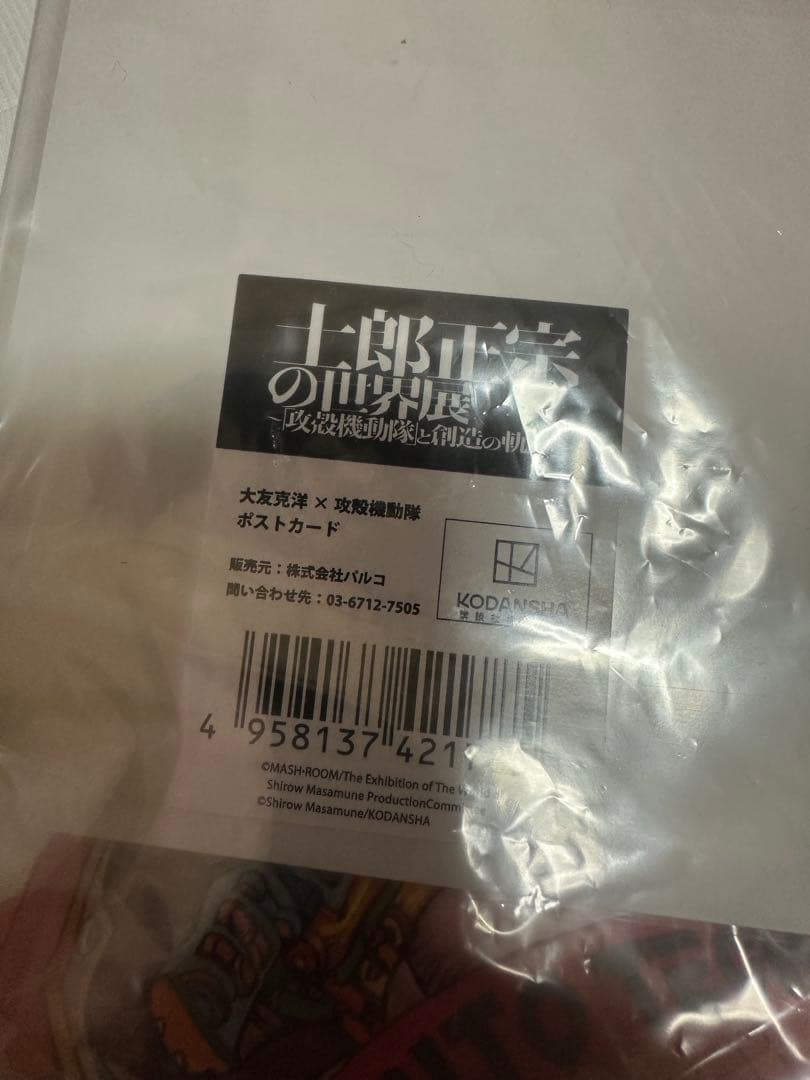 士郎正宗
の世界展
~「攻殻機動隊」と創造の軌
大友克洋 × 攻殻機動隊
ポストカード
販売元：株式会社パルコ
問い合わせ先：03-6712-7505
KODANSHA
4 958137 421
©MASH•ROOM/The Exhibition of The World
Shirow Masamune ProductionCommittee
©Shirow Masamune/KODANSHA